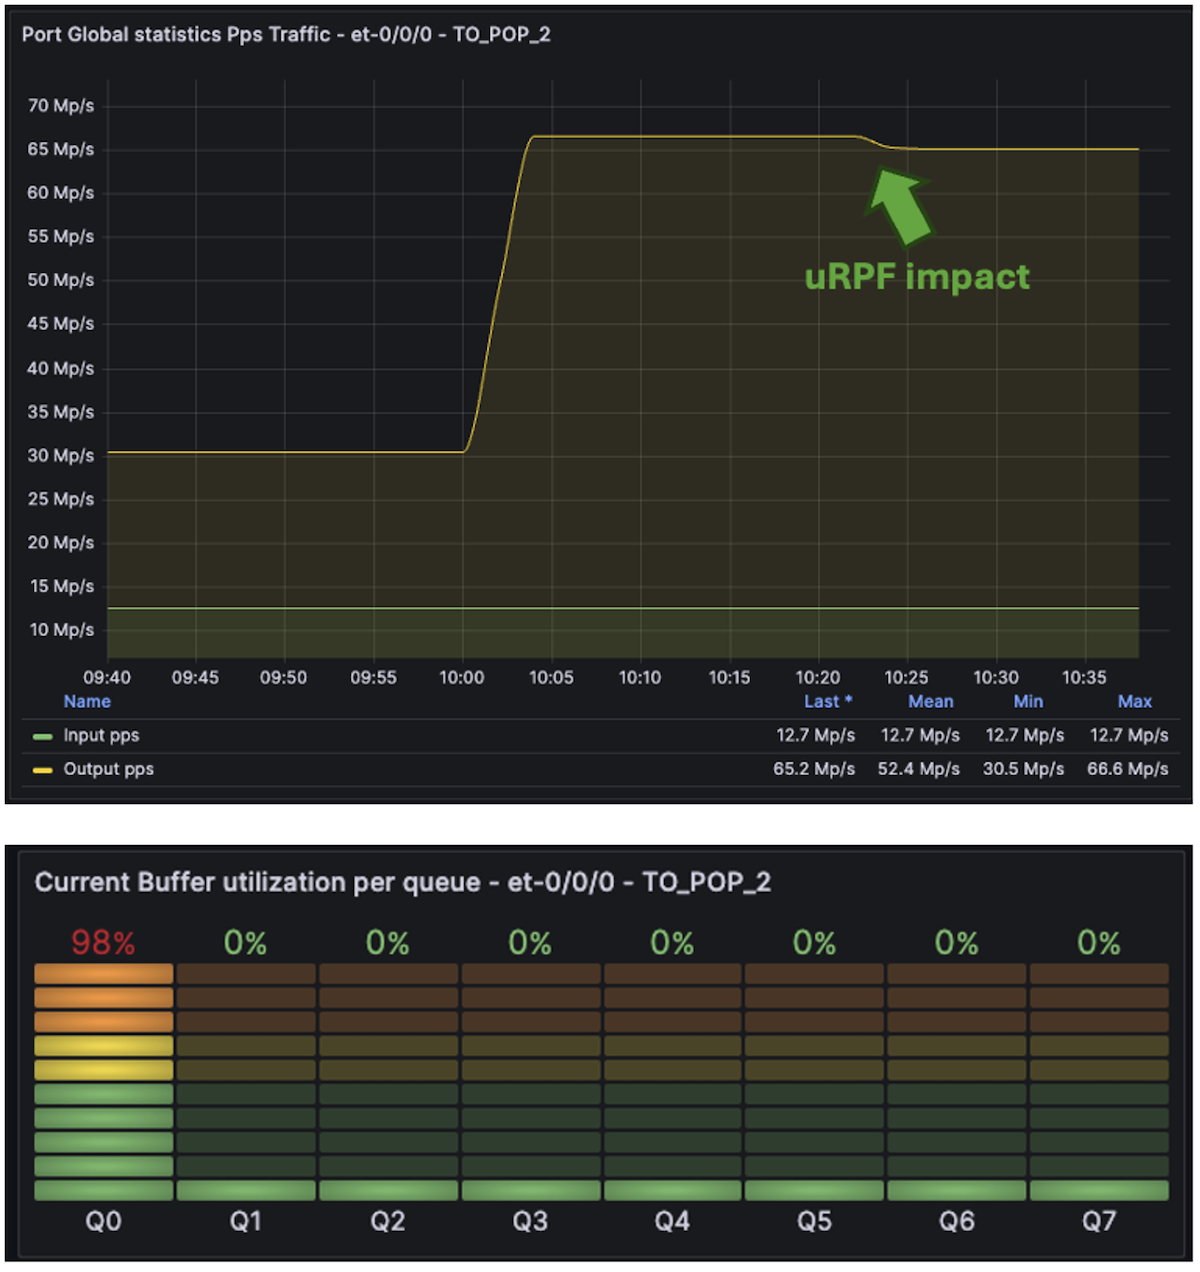 Port Global statistics Pps Traffic - et-0/0/0 - TO_POP_2
70 Mp/s
65 Mp/s
60 Mp/s
55 Mp/s
50 Mp/s
45 Mp/s
40 Mp/s
35 Mp/s
30 Mp/s
25 Mp/s
20 Mp/s
15 Mp/s
10 Mp/s
uRPF impact
09:40 09:45 09:50 09:55 10:00 10:05 10:10 10:15 10:20 10:25 10:30 10:35
Name Last * Mean Min Max
Input pps 12.7 Mp/s 12.7 Mp/s 12.7 Mp/s 12.7 Mp/s
Output pps 65.2 Mp/s 52.4 Mp/s 30.5 Mp/s 66.6 Mp/s
Current Buffer utilization per queue - et-0/0/0 - TO_POP_2
98% 0% 0% 0% 0% 0% 0% 0%
Q0 Q1 Q2 Q3 Q4 Q5 Q6 Q7